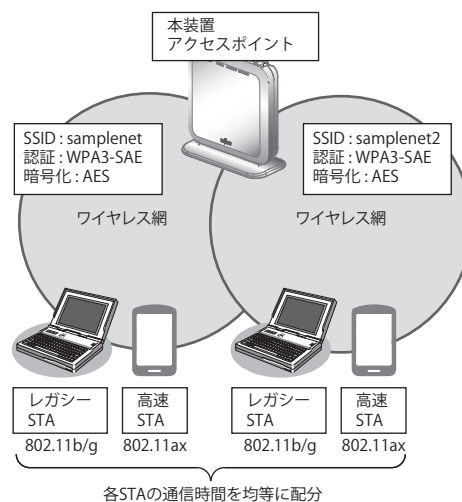 本装置
アクセスポイント
SSID : samplenet
認証 : WPA3-SAE
暗号化 : AES
SSID : samplenet2
認証 : WPA3-SAE
暗号化 : AES
ワイヤレス網
ワイヤレス網
レガシー
STA
高速
STA
レガシー
STA
高速
STA
802.11b/g
802.11ax
802.11b/g
802.11ax
各STAの通信時間を均等に配分